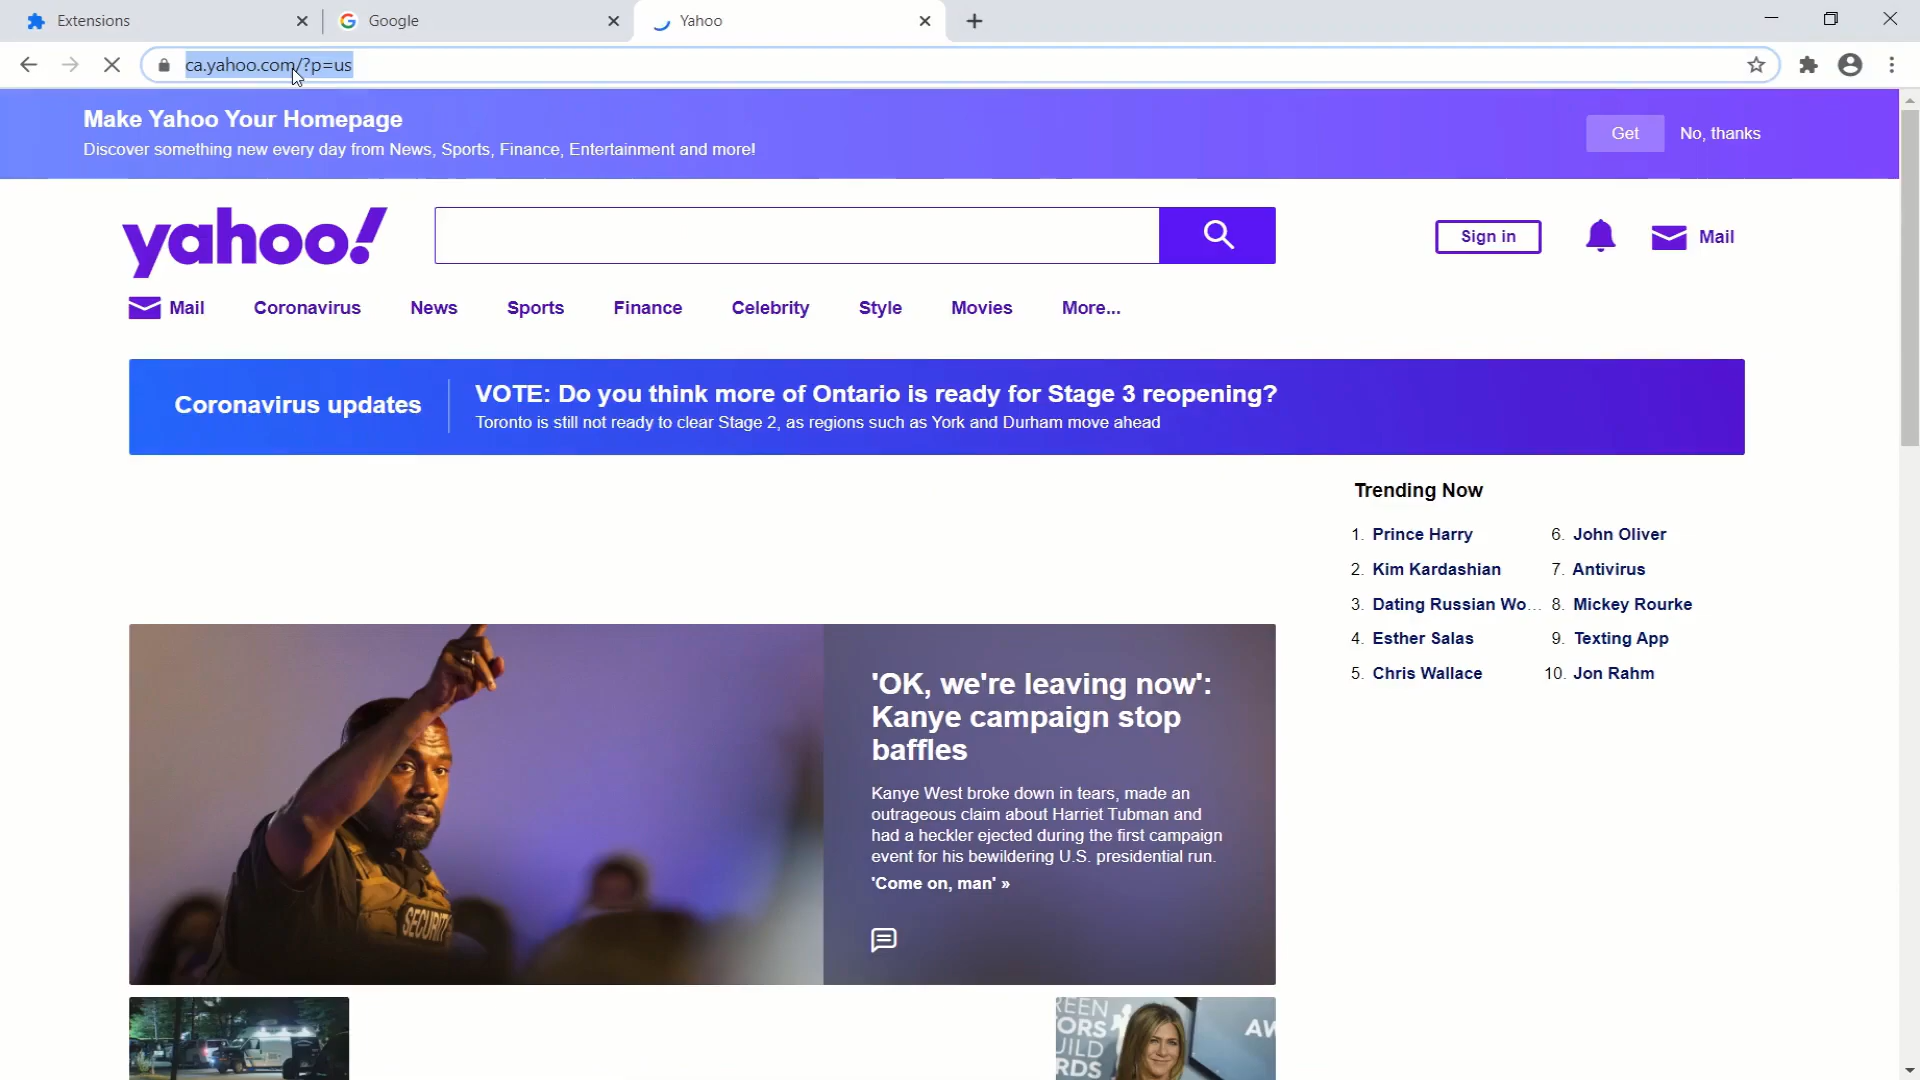 Extensions
Google
Yahoo
ca.yahoo.com/?p=us
Make Yahoo Your Homepage
Discover something new every day from News, Sports, Finance, Entertainment and more!
Get
No, thanks
yahoo!
Sign in
Mail
Mail
Coronavirus
News
Sports
Finance
Celebrity
Style
Movies
More...
Coronavirus updates
VOTE: Do you think more of Ontario is ready for Stage 3 reopening?
Toronto is still not ready to clear Stage 2, as regions such as York and Durham move ahead
Trending Now
1. Prince Harry
2. Kim Kardashian
3. Dating Russian Wo...
4. Esther Salas
5. Chris Wallace
6. John Oliver
7. Antivirus
8. Mickey Rourke
9. Texting App
10. Jon Rahm
'OK, we're leaving now':
Kanye campaign stop
baffles
Kanye West broke down in tears, made an
outrageous claim about Harriet Tubman and
had a heckler ejected during the first campaign
event for his bewildering U.S. presidential run.
'Come on, man' »
SECURITY
REEN
ORS
UILD
RDS
AW